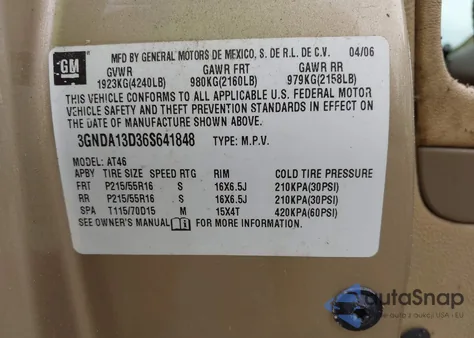 GM
MFD BY GENERAL MOTORS DE MEXICO, S. DE R.L. DE C.V. 04/06
GVWR GAWR FRT GAWR RR
1923KG(4240LB) 980KG(2160LB) 979KG(2158LB)
THIS VEHICLE CONFORMS TO ALL APPLICABLE U.S. FEDERAL MOTOR
VEHICLE SAFETY AND THEFT PREVENTION STANDARDS IN EFFECT ON
THE DATE OF MANUFACTURE SHOWN ABOVE.
3GNDA13D36S641848 TYPE: M.P.V.
MODEL: AT46
APBY TIRE SIZE SPEED RTG RIM COLD TIRE PRESSURE
FRT P215/55R16 S 16X6.5J 210KPA(30PSI)
RR P215/55R16 S 16X6.5J 210KPA(30PSI)
SPA T115/70D15 M 15X4T 420KPA(60PSI)
SEE OWNER'S MANUAL FOR MORE INFORMATION.
autaSnap